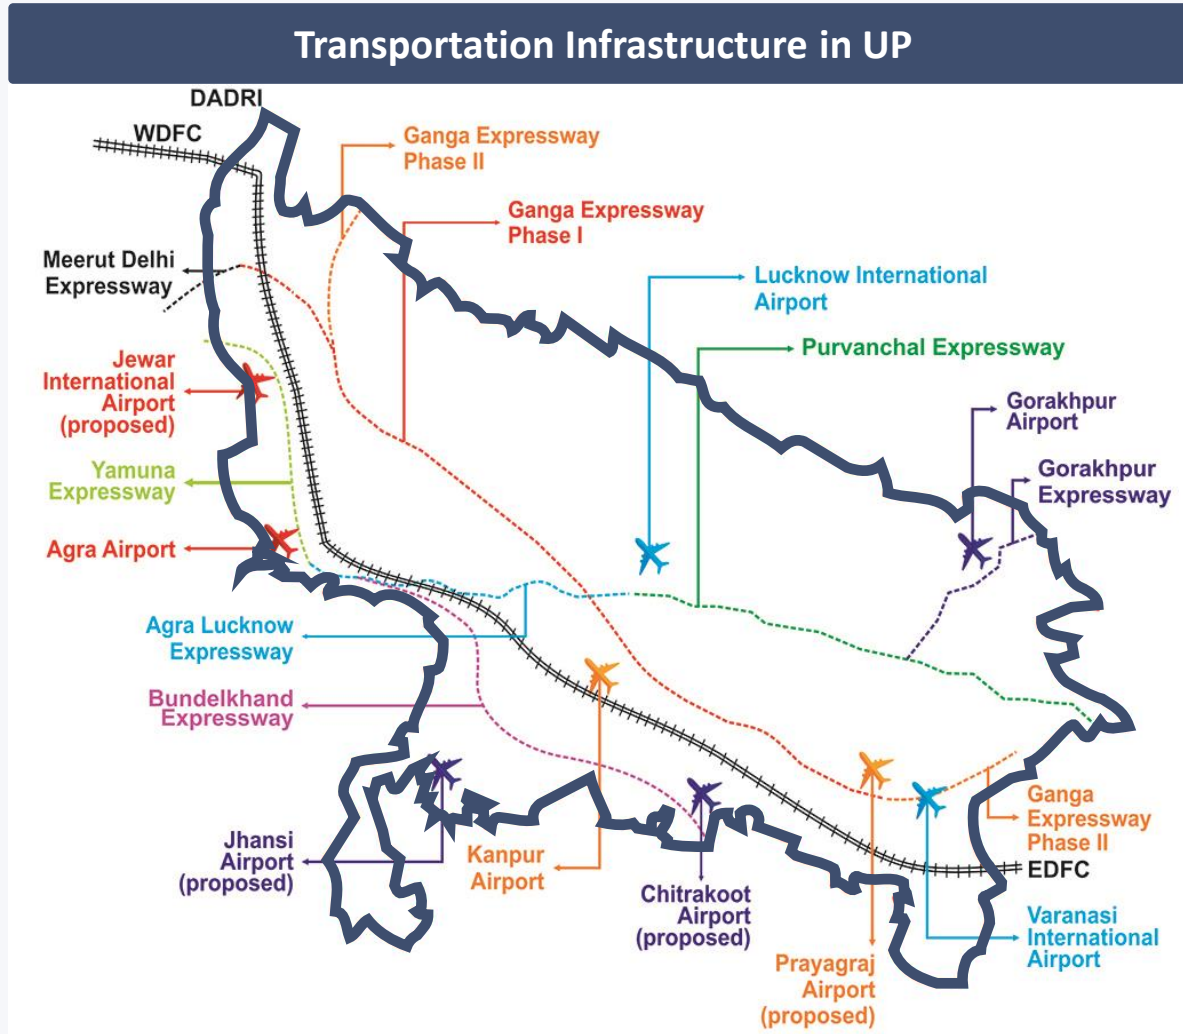 Transportation Infrastructure in UP
DADRI
WDFC
Ganga Expressway
Phase II
Ganga Expressway
Phase I
Meerut Delhi
Expressway
Lucknow International
Airport
Purvanchal Expressway
Jewar
International
Airport
(proposed)
Gorakhpur
Airport
Yamuna
Expressway
Gorakhpur
Expressway
Agra Airport
Agra Lucknow
Expressway
Bundelkhand
Expressway
Ganga
Expressway
Phase II
Jhansi
Airport
(proposed)
Kanpur
Airport
EDFC
Chitrakoot
Airport
(proposed)
Varanasi
International
Airport
Prayagraj
Airport
(proposed)